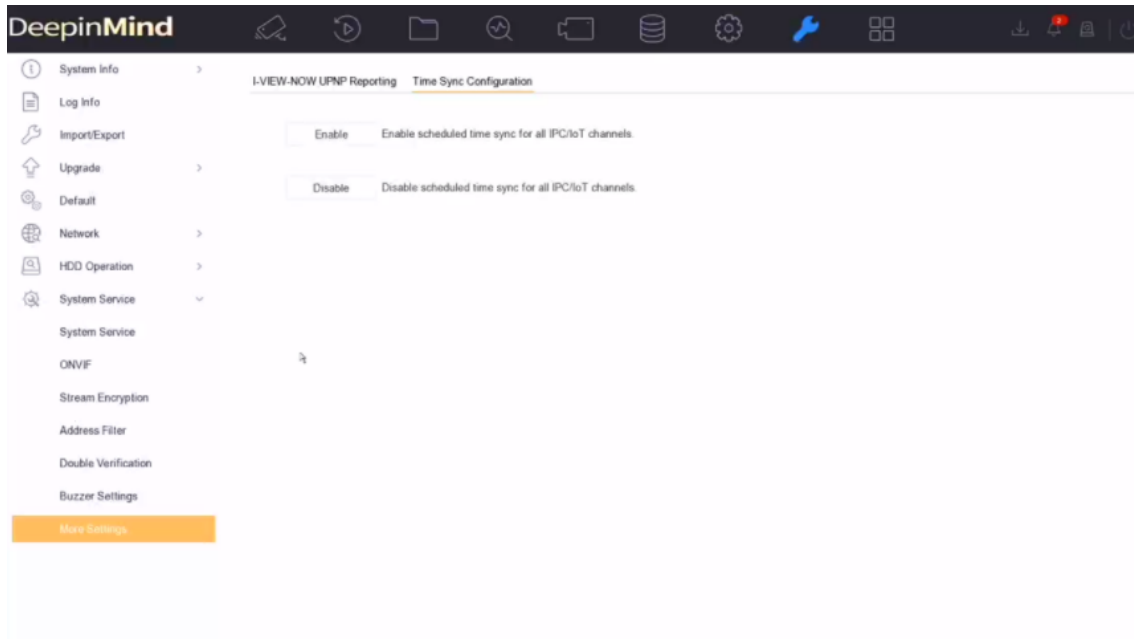 DeepinMind
2
System Info
Log Info
Import/Export
Upgrade
Default
Network
HDD Operation
System Service
System Service
ONVIF
Stream Encryption
Address Filter
Double Verification
Buzzer Settings
More Settings
I-VIEW-NOW UPNP Reporting Time Sync Configuration
Enable Enable scheduled time sync for all IPC/IoT channels.
Disable Disable scheduled time sync for all IPC/IoT channels.